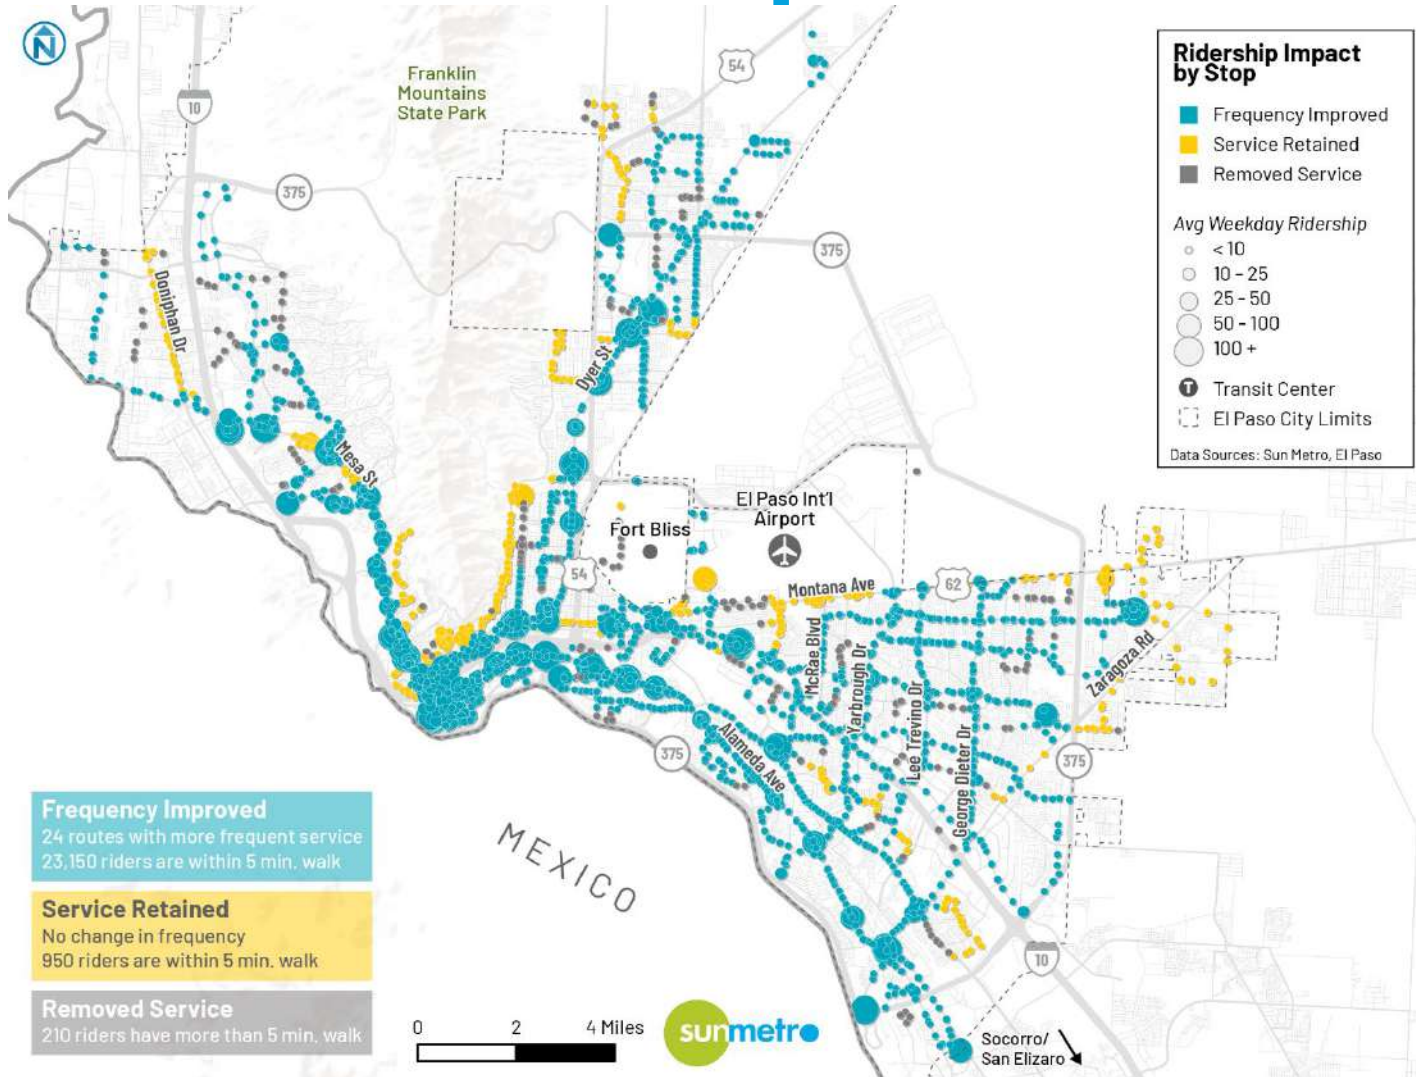 N
Franklin
Mountains
State Park
54
10
375
375
Doniphan Dr
Mesa St
Dyer St
Fort Bliss
El Paso Int'l
Airport
54
Montana Ave
62
McRae Blvd
Yarbrough Dr
Lee Trevino Dr
George Dieter Dr
Zaragoza Rd
Alameda Ave
375
375
10
MEXICO
Socorro/
San Elizaro
Ridership Impact
by Stop
Frequency Improved
Service Retained
Removed Service
Avg Weekday Ridership
< 10
10 - 25
25 - 50
50 - 100
100 +
T Transit Center
El Paso City Limits
Data Sources: Sun Metro, El Paso
Frequency Improved
24 routes with more frequent service
23,150 riders are within 5 min. walk
Service Retained
No change in frequency
950 riders are within 5 min. walk
Removed Service
210 riders have more than 5 min. walk
0 2 4 Miles
sunmetro